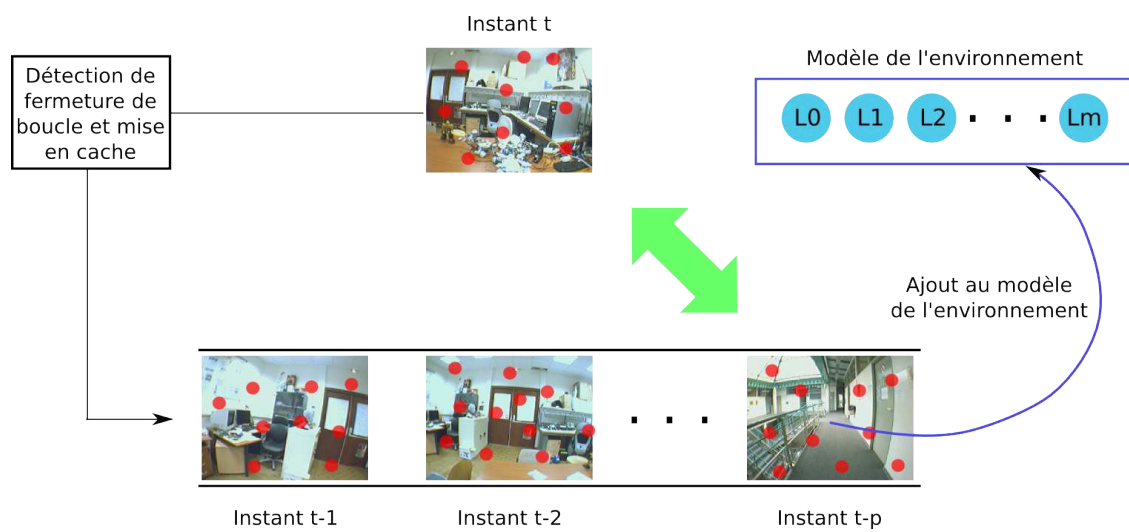 Instant t
Détection de
fermeture de
boucle et mise
en cache
Modèle de l'environnement
L0 L1 L2 . . . Lm
Ajout au modèle
de l'environnement
. . .
Instant t-1
Instant t-2
Instant t-p